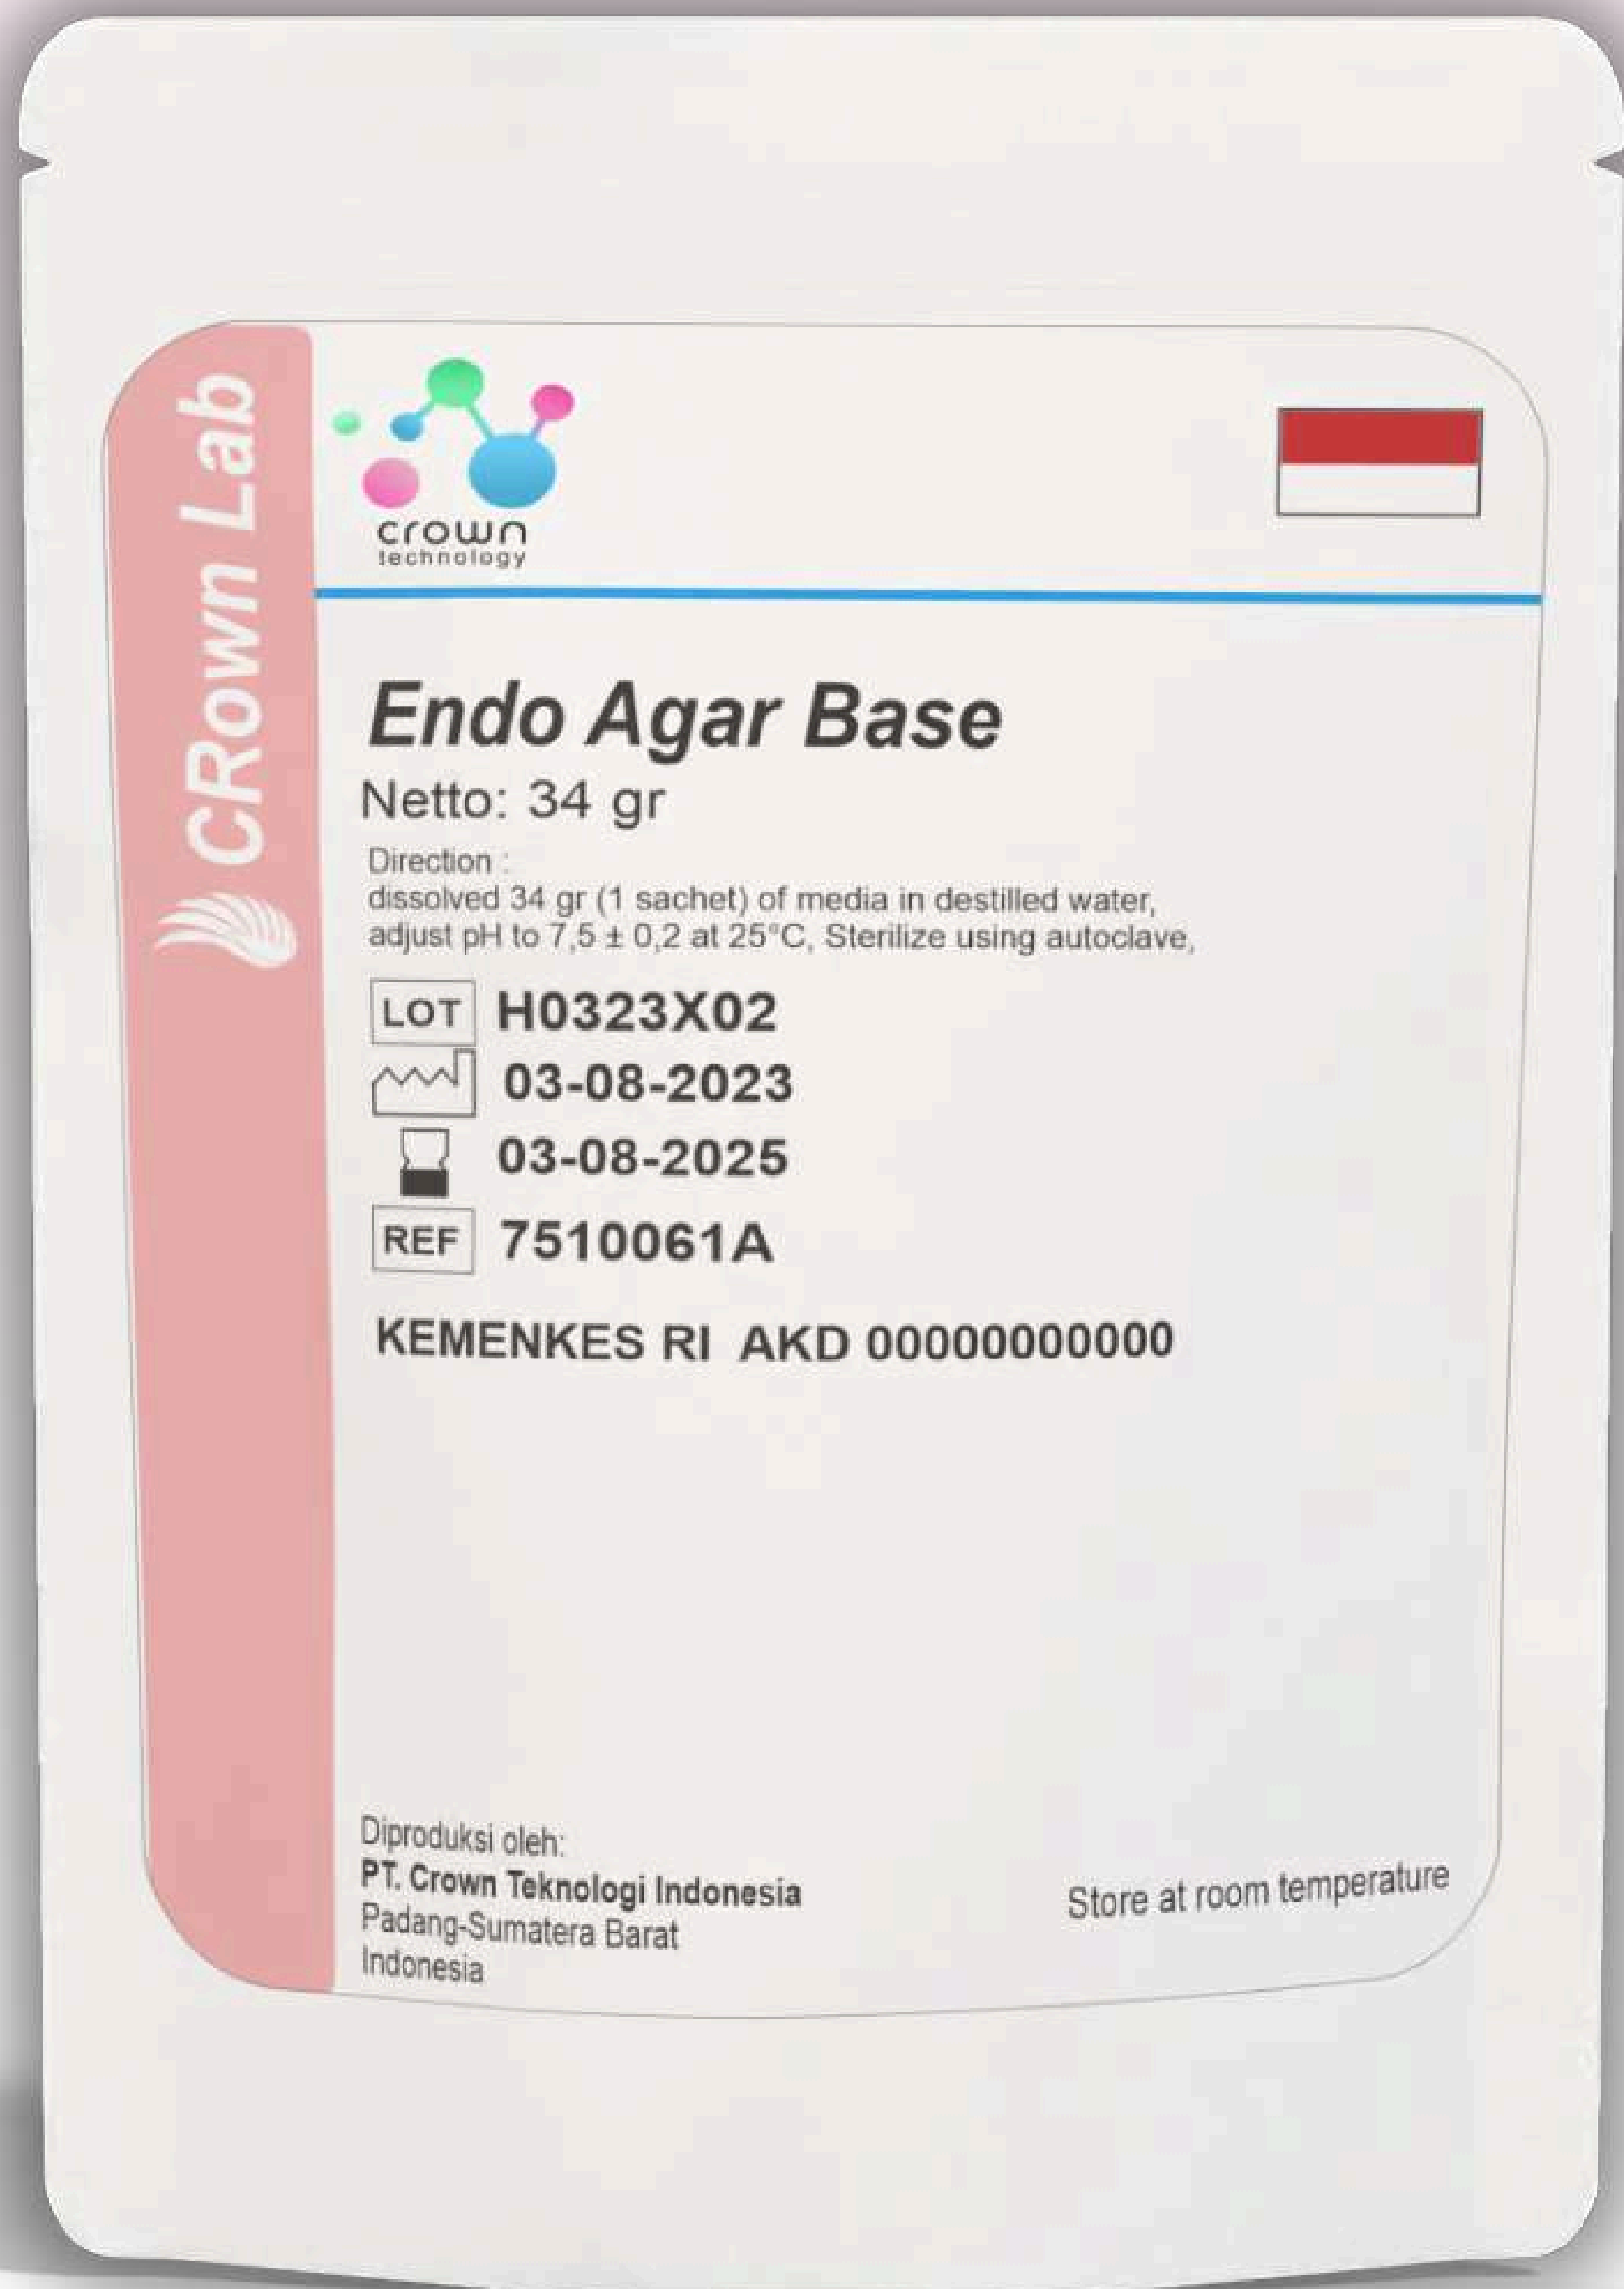 CRown Lab
crown
technology
Endo Agar Base
Netto: 34 gr
Direction :
dissolved 34 gr (1 sachet) of media in destilled water,
adjust pH to 7,5 ± 0,2 at 25°C, Sterilize using autoclave,
LOT H0323X02
03-08-2023
03-08-2025
REF 7510061A
KEMENKES RI AKD 00000000000
Diproduksi oleh:
PT. Crown Teknologi Indonesia
Padang-Sumatera Barat
Indonesia
Store at room temperature